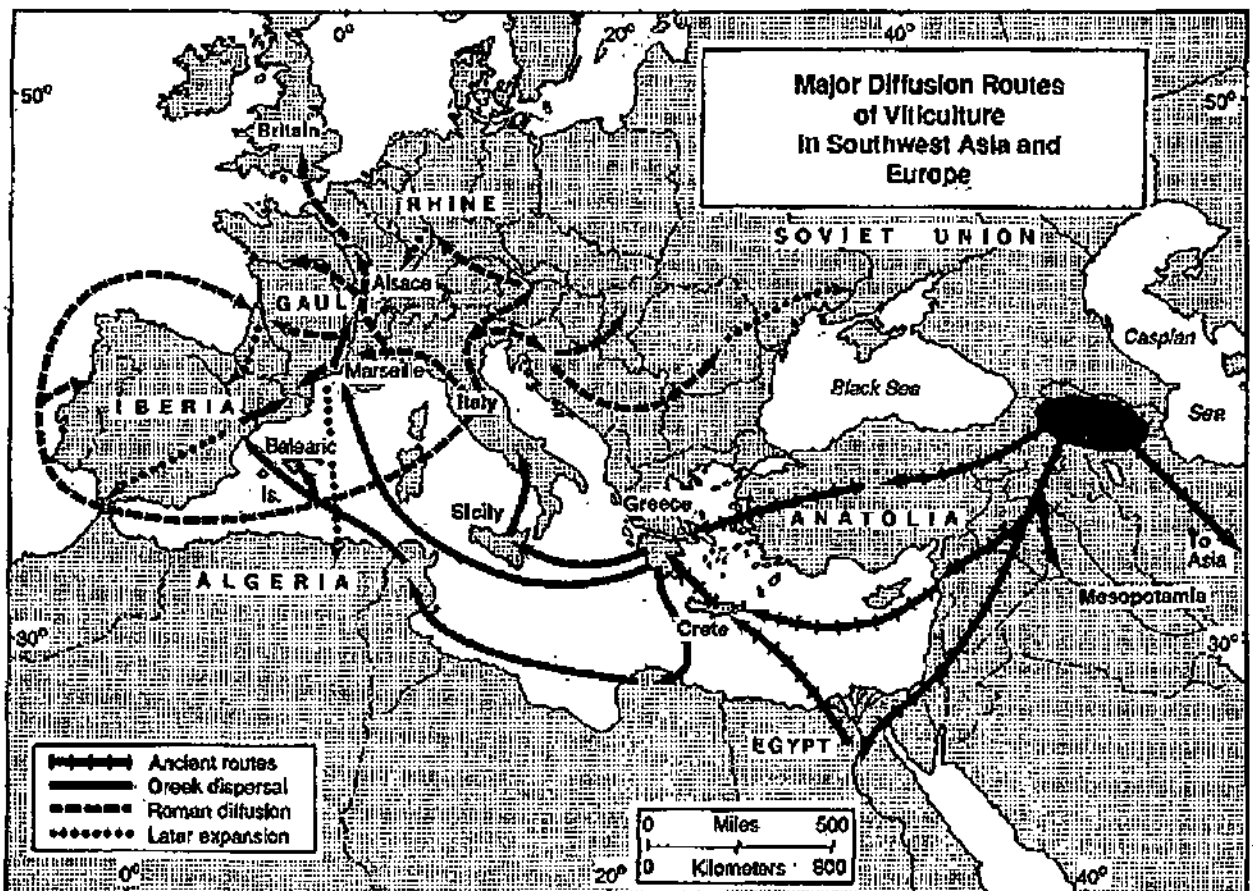 0°
20°
40°
50°
50°
Major Diffusion Routes
of Viticulture
in Southwest Asia and
Europe
Britain
RHINE
SOVIET UNION
Alsace
GAUL
Caspian
Sea
Marseille
Black Sea
IBERIA
Italy
Balearic
Is.
Sicily
Greece
ANATOLIA
To
Asia
ALGERIA
Mesopotamia
Crete
30°
30°
EGYPT
Ancient routes
Greek dispersal
Roman diffusion
Later expansion
0 Miles 500
0 Kilometers 800
0°
20°
40°